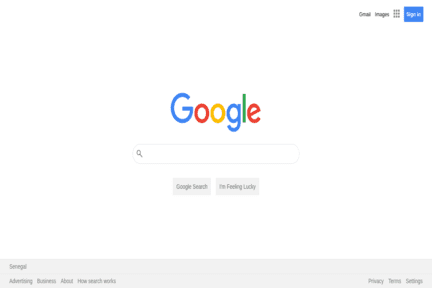 Gmail Images Sign in
Google
Google Search I'm Feeling Lucky
Senegal
Advertising Business About How search works Privacy Terms Settings